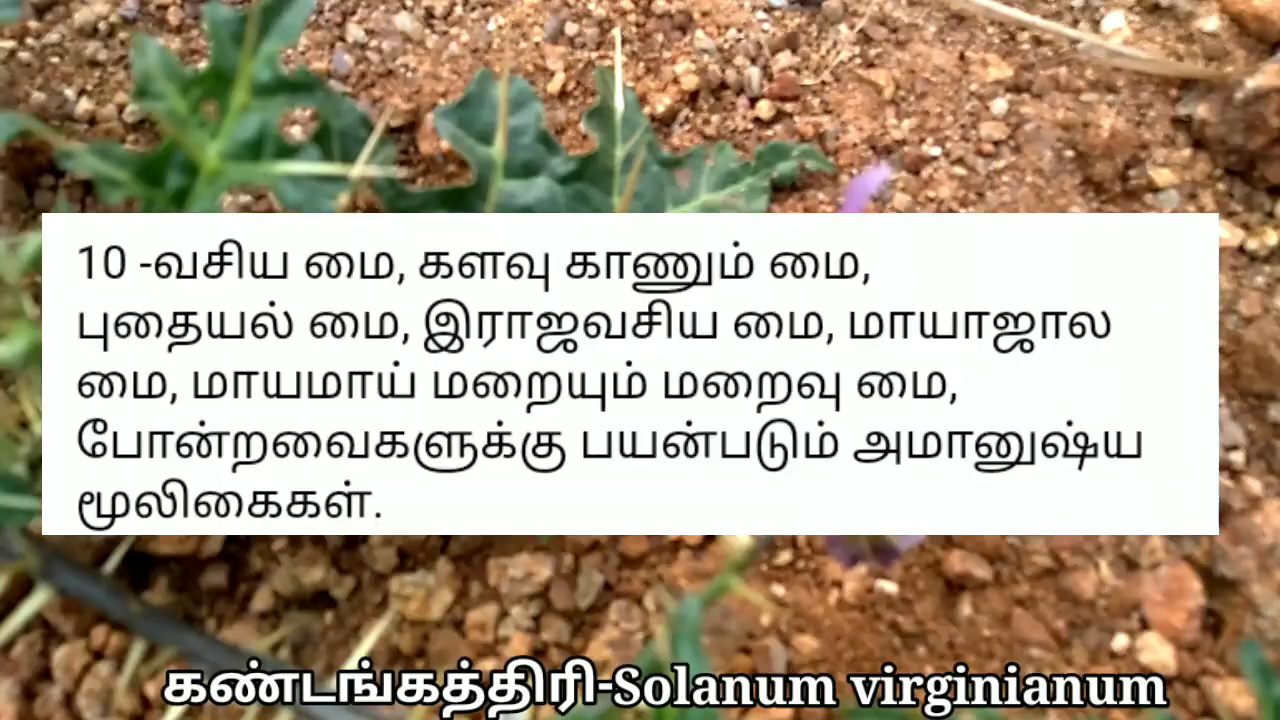 10 -வசிய மை, களவு காணும் மை,
புதையல் மை, இராஜவசிய மை, மாயாஜால
மை, மாயமாய் மறையும் மறைவு மை,
போன்றவைகளுக்கு பயன்படும் அமானுஷ்ய
மூலிகைகள்.
கண்டங்கத்திரி-Solanum virginianum